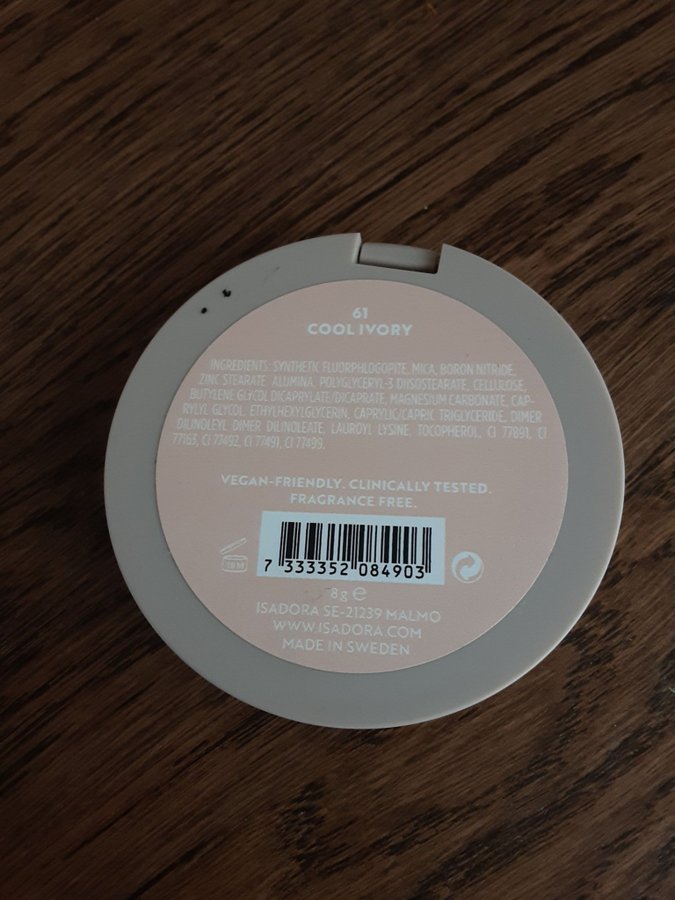 61
COOL IVORY
INGREDIENTS: SYNTHETIC FLUORPHLOGOPITE, MICA, BORON NITRIDE,
ZINC STEARATE, ALUMINA, POLYGLYCERYL-3 DIISOSTEARATE, CELLULOSE,
BUTYLENE GLYCOL DICAPRYLATE/DICAPRATE, MAGNESIUM CARBONATE, CAP-
RYLYL GLYCOL, ETHYLHEXYLGLYCERIN, CAPRYLIC/CAPRIC TRIGLYCERIDE, DIMER
DILINOLEYL DIMER DILINOLEATE, LAUROYL LYSINE, TOCOPHEROL, CI 77891, CI
77163, CI 77492, CI 77491, CI 77499.
VEGAN-FRIENDLY. CLINICALLY TESTED.
FRAGRANCE FREE.
18 M
7 333352 084903
8 g e
ISADORA SE-21239 MALMO
WWW.ISADORA.COM
MADE IN SWEDEN